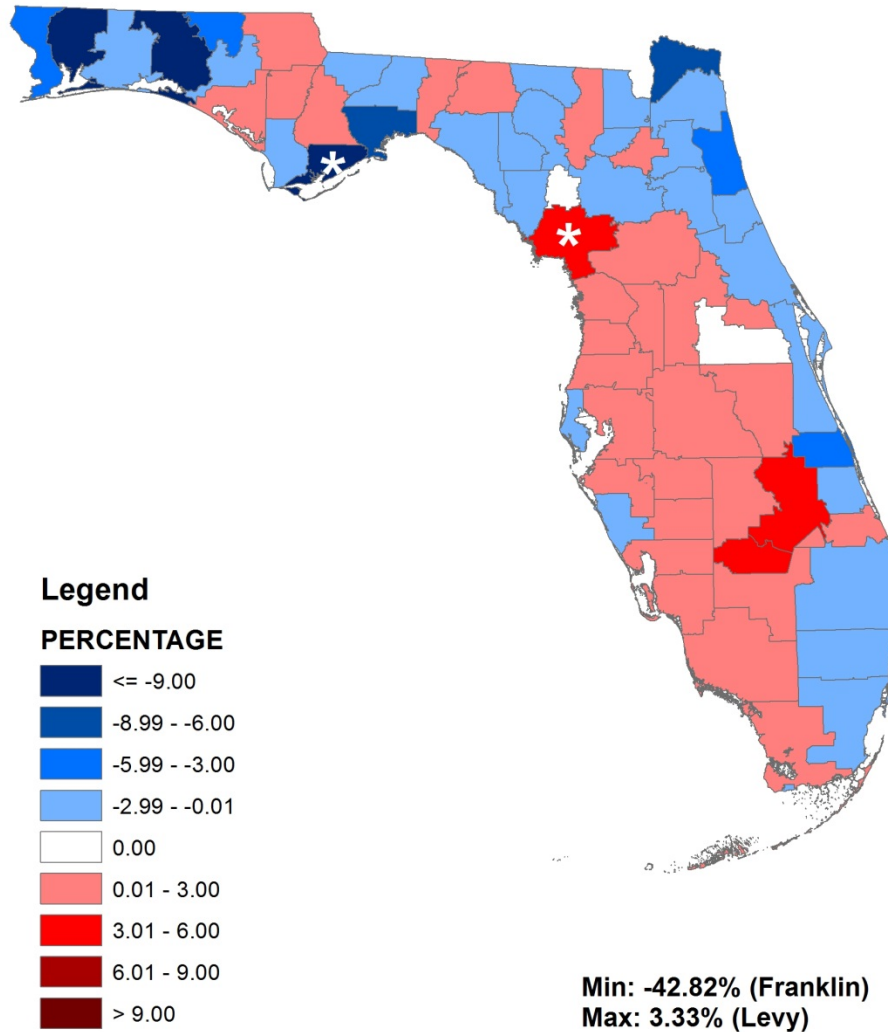 *
*
Legend
PERCENTAGE
<= -9.00
-8.99 - -6.00
-5.99 - -3.00
-2.99 - -0.01
0.00
0.01 - 3.00
3.01 - 6.00
6.01 - 9.00
> 9.00
Min: -42.82% (Franklin)
Max: 3.33% (Levy)